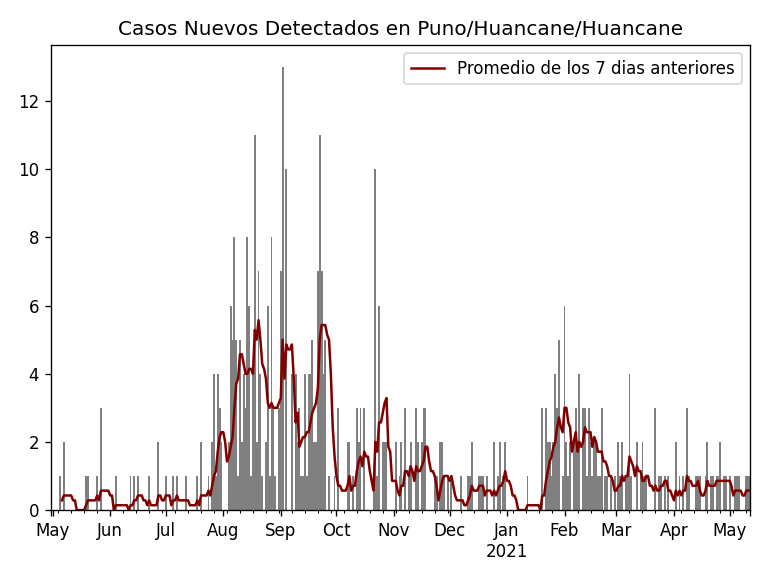 Casos Nuevos Detectados en Puno/Huancane/Huancane
Promedio de los 7 dias anteriores
12
10
8
6
4
2
0
May Jun Jul Aug Sep Oct Nov Dec Jan Feb Mar Apr May
2021